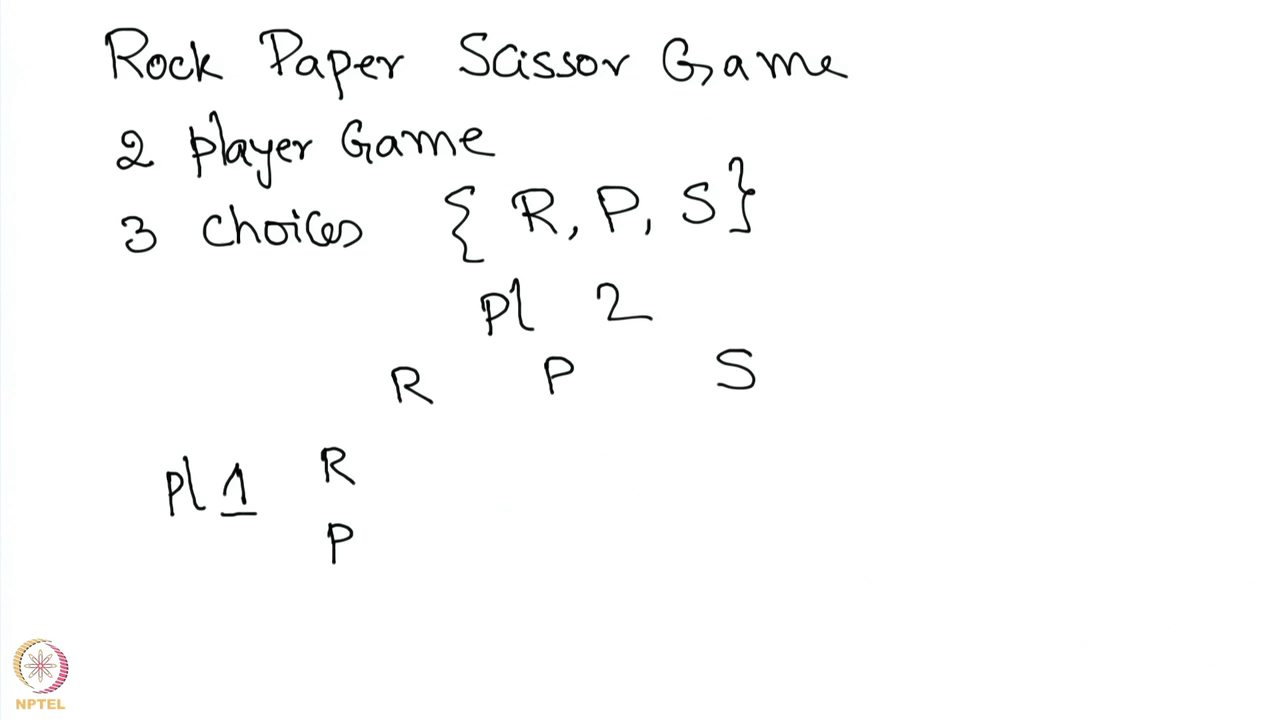 Rock Paper Scissor Game
2 player Game
3 choices { R, P, S }
Pl 2
R P S
Pl 1 R
P
NPTEL